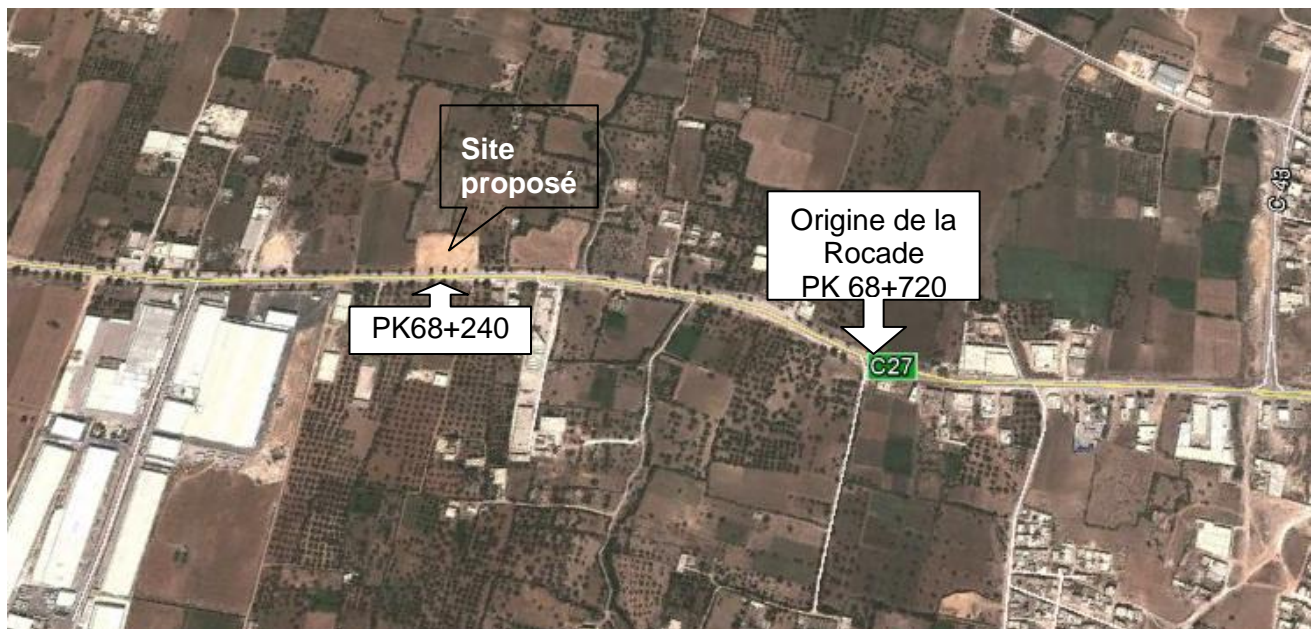 Site
proposé
Origine de la
Rocade
PK 68+720
PK68+240
C27
C 43